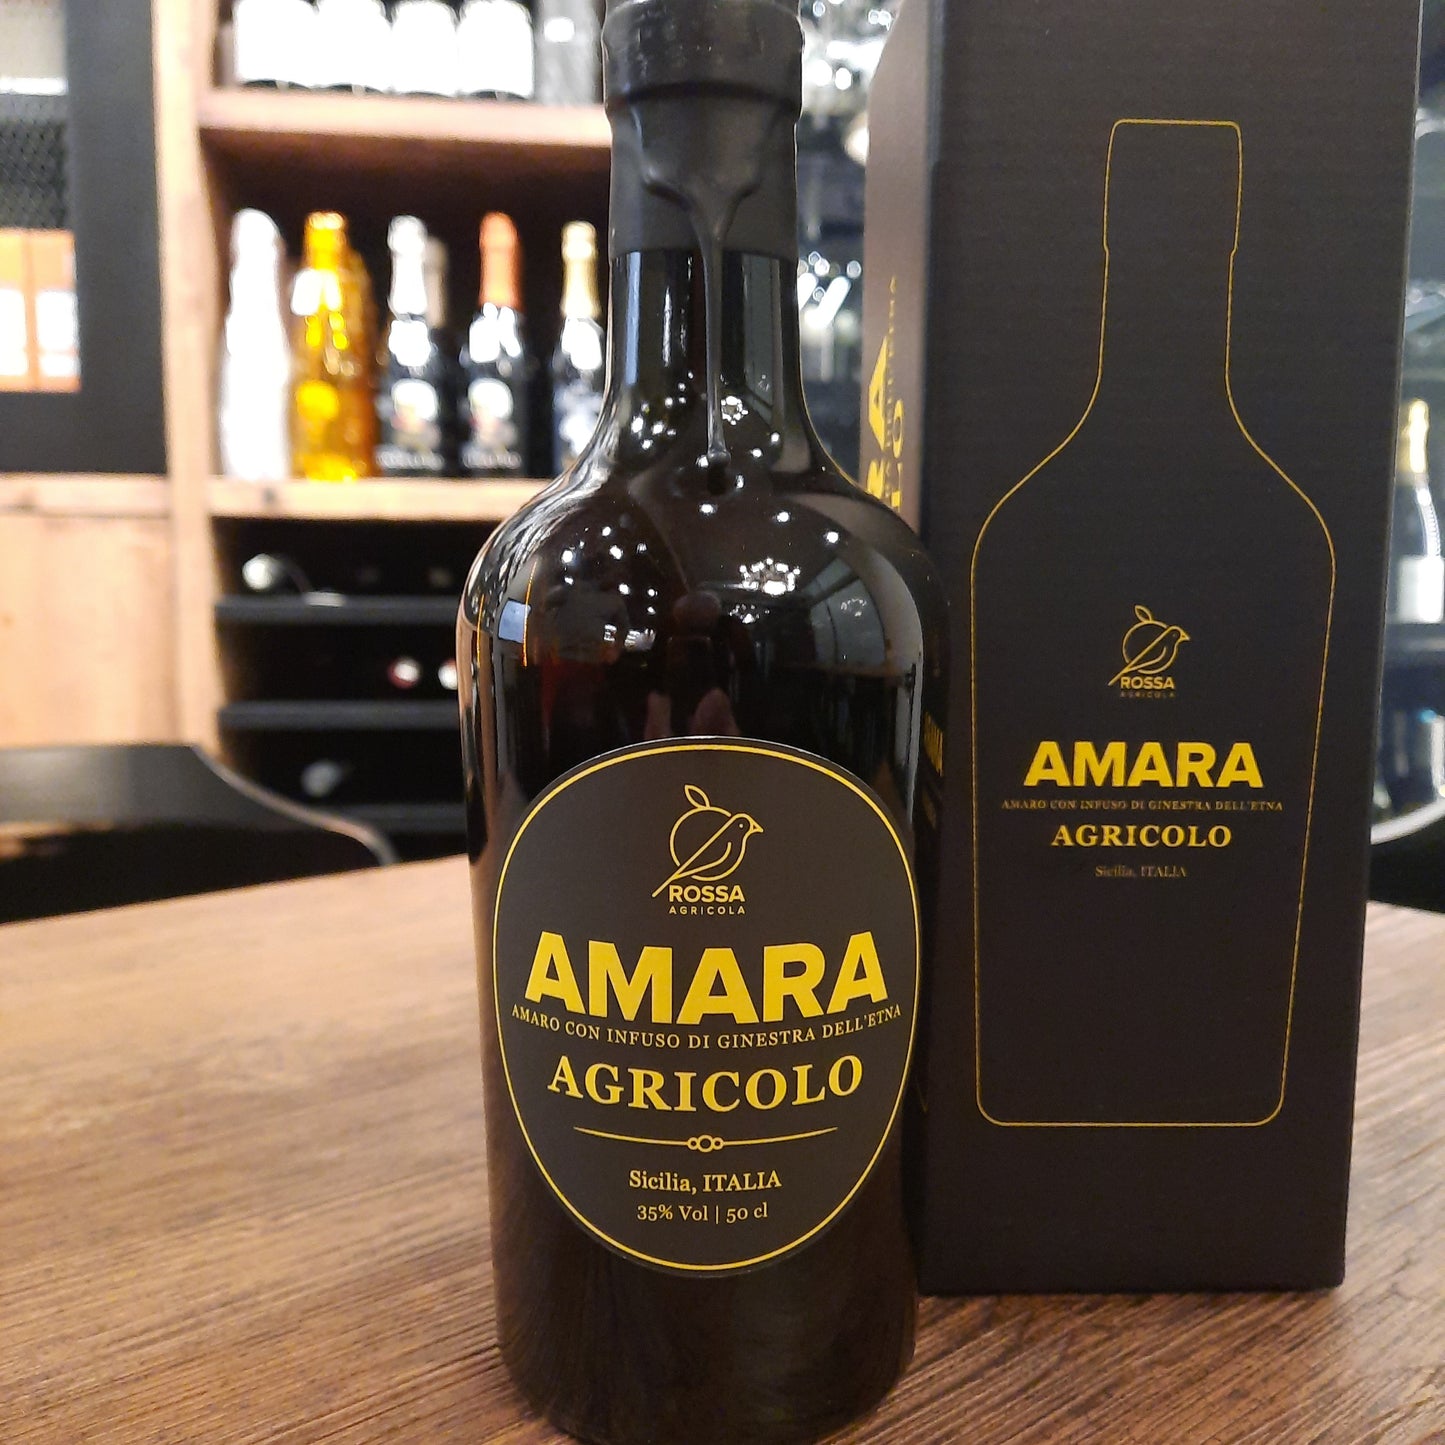 ROSSA
AGRICOLA
AMARA
AMARO CON INFUSO DI GINESTRA DELL'ETNA
AGRICOLO
Sicilia, ITALIA
35% Vol | 50 cl
ROSSA
AGRICOLA
AMARA
AMARO CON INFUSO DI GINESTRA DELL'ETNA
AGRICOLO
Sicilia, ITALIA